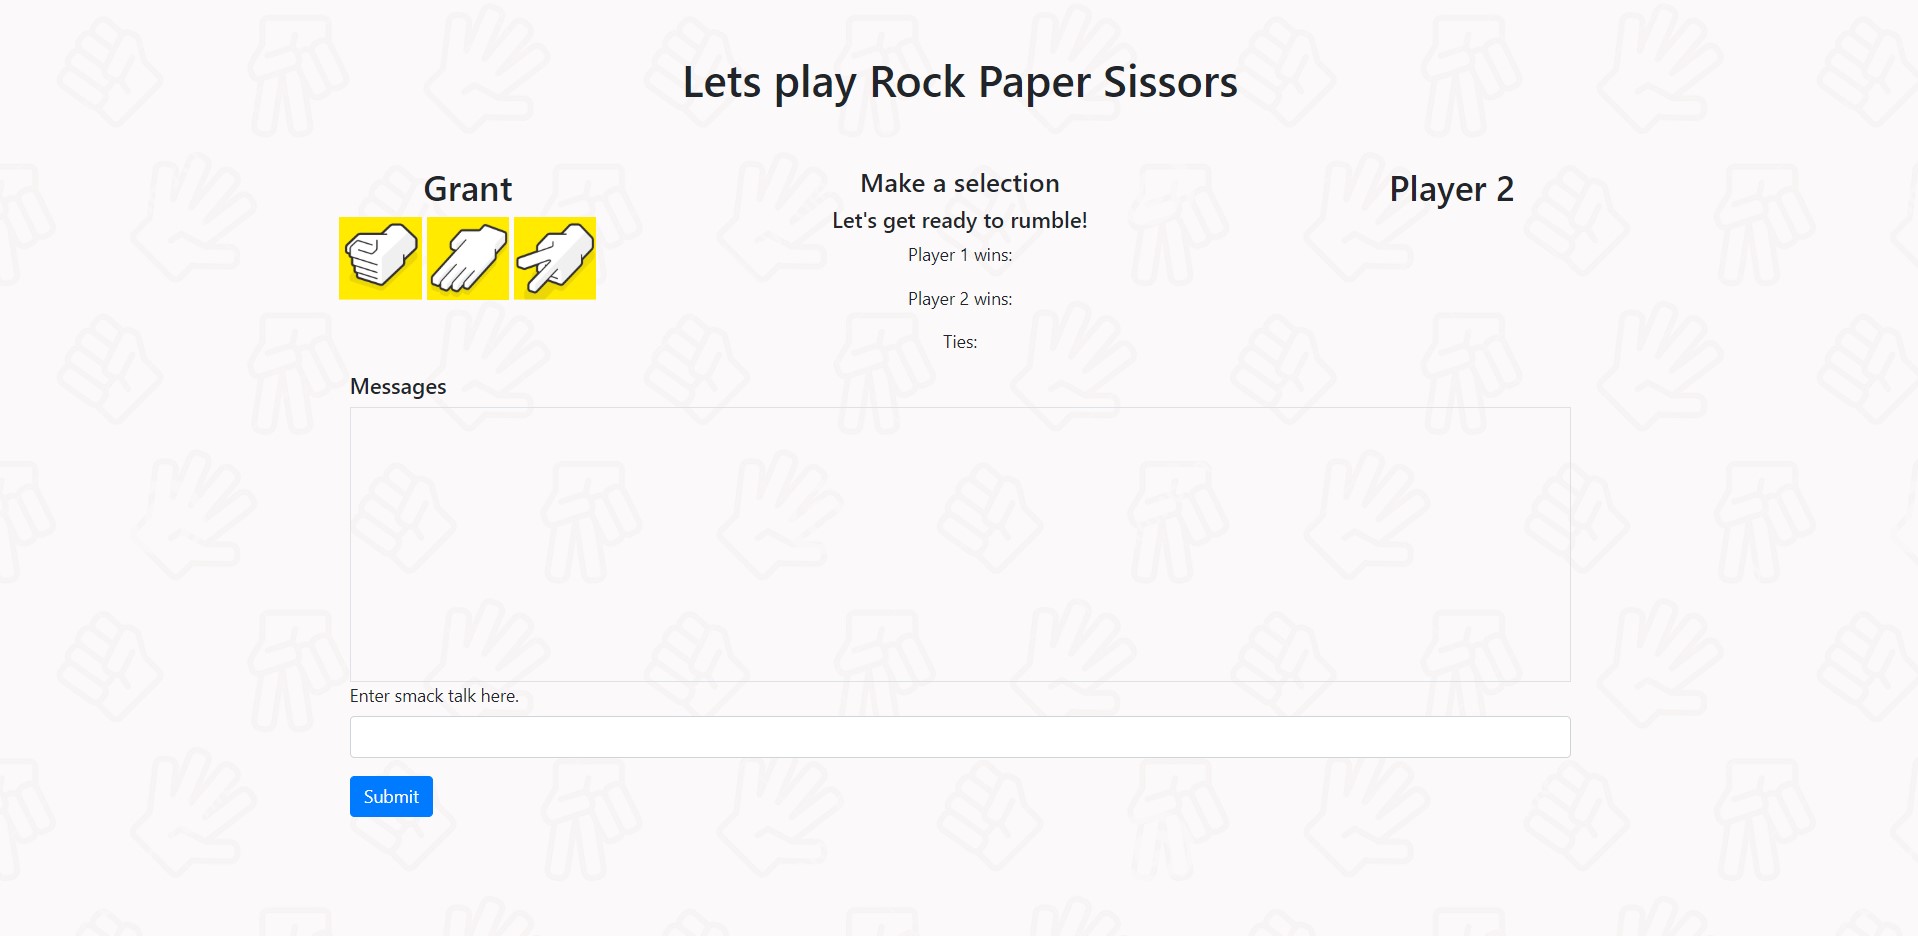 Lets play Rock Paper Sissors
Grant
Make a selection
Let's get ready to rumble!
Player 1 wins:
Player 2 wins:
Ties:
Player 2
Messages
Enter smack talk here.
Submit